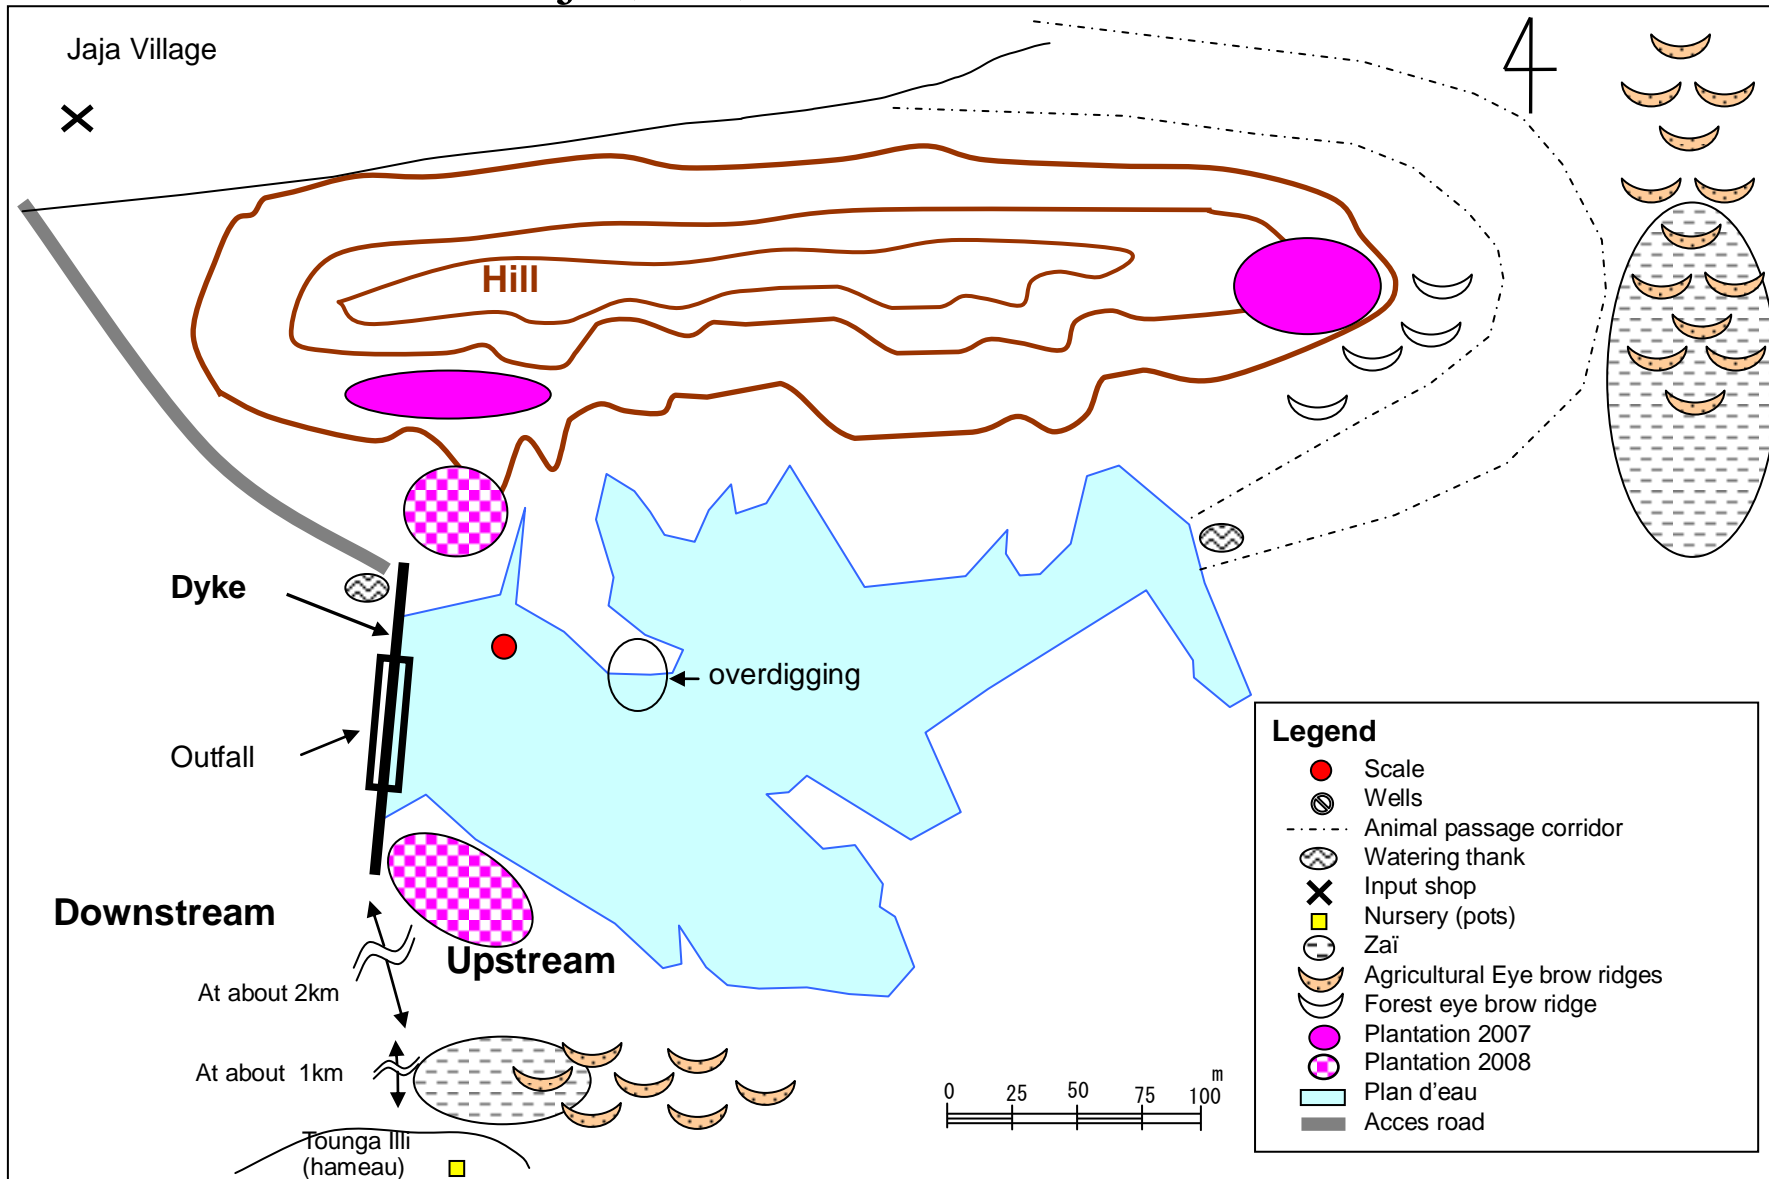 Jaja Village
Hill
Dyke
overdigging
Outfall
Downstream
Upstream
At about 2km
At about 1km
Tounga Illi
(hameau)
0 25 50 75 100 m
Legend
Scale
Wells
Animal passage corridor
Watering thank
Input shop
Nursery (pots)
Zaï
Agricultural Eye brow ridges
Forest eye brow ridge
Plantation 2007
Plantation 2008
Plan d'eau
Acces road